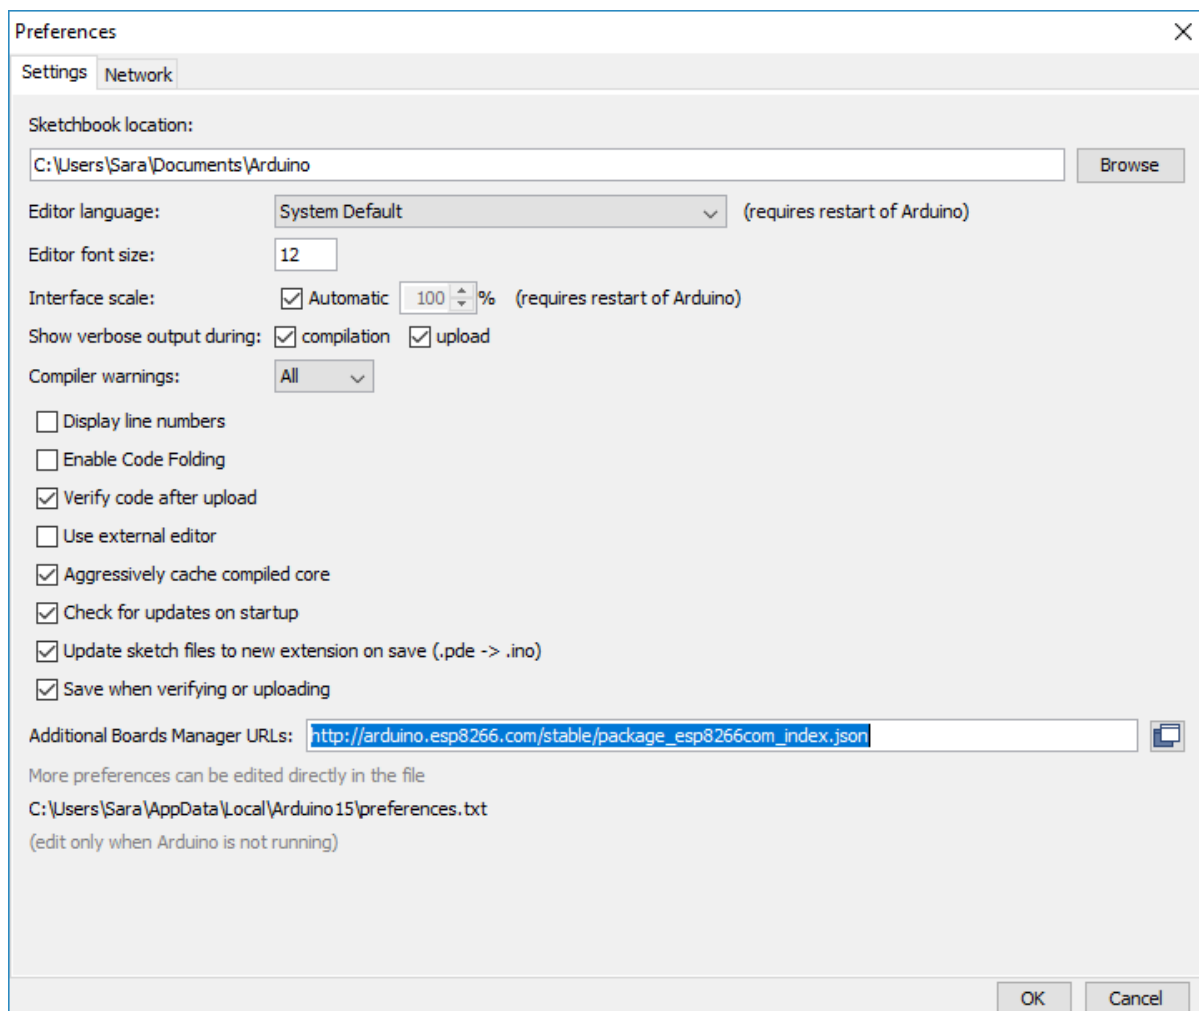 Preferences
Settings Network
Sketchbook location:
C:\Users\Sara\Documents\Arduino Browse
Editor language: System Default (requires restart of Arduino)
Editor font size: 12
Interface scale: Automatic 100 % (requires restart of Arduino)
Show verbose output during: compilation upload
Compiler warnings: All
Display line numbers
Enable Code Folding
Verify code after upload
Use external editor
Aggressively cache compiled core
Check for updates on startup
Update sketch files to new extension on save (.pde -> .ino)
Save when verifying or uploading
Additional Boards Manager URLs: http://arduino.esp8266.com/stable/package_esp8266com_index.json
More preferences can be edited directly in the file
C:\Users\Sara\AppData\Local\Arduino15\preferences.txt
(edit only when Arduino is not running)
OK Cancel